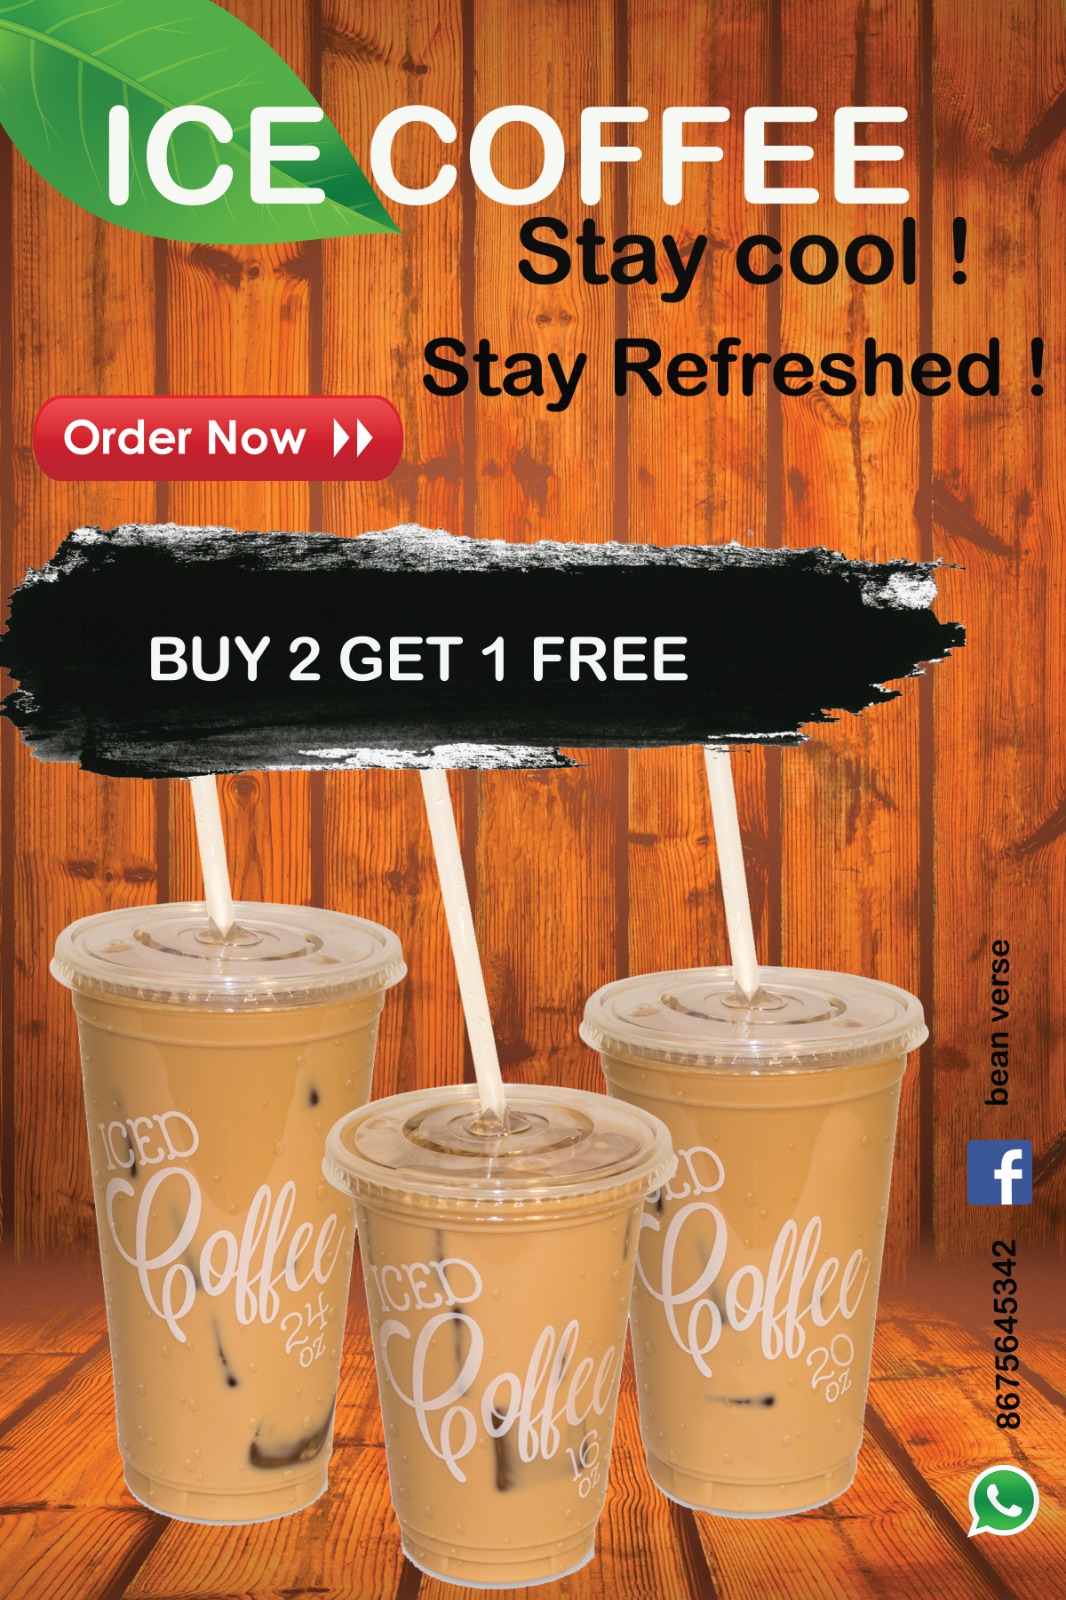 ICE COFFEE
Stay cool !
Stay Refreshed !
Order Now
BUY 2 GET 1 FREE
ICED
Coffee
24
oz
ICED
Coffee
16
oz
Coffee
20
oz
bean verse
f
8675645342